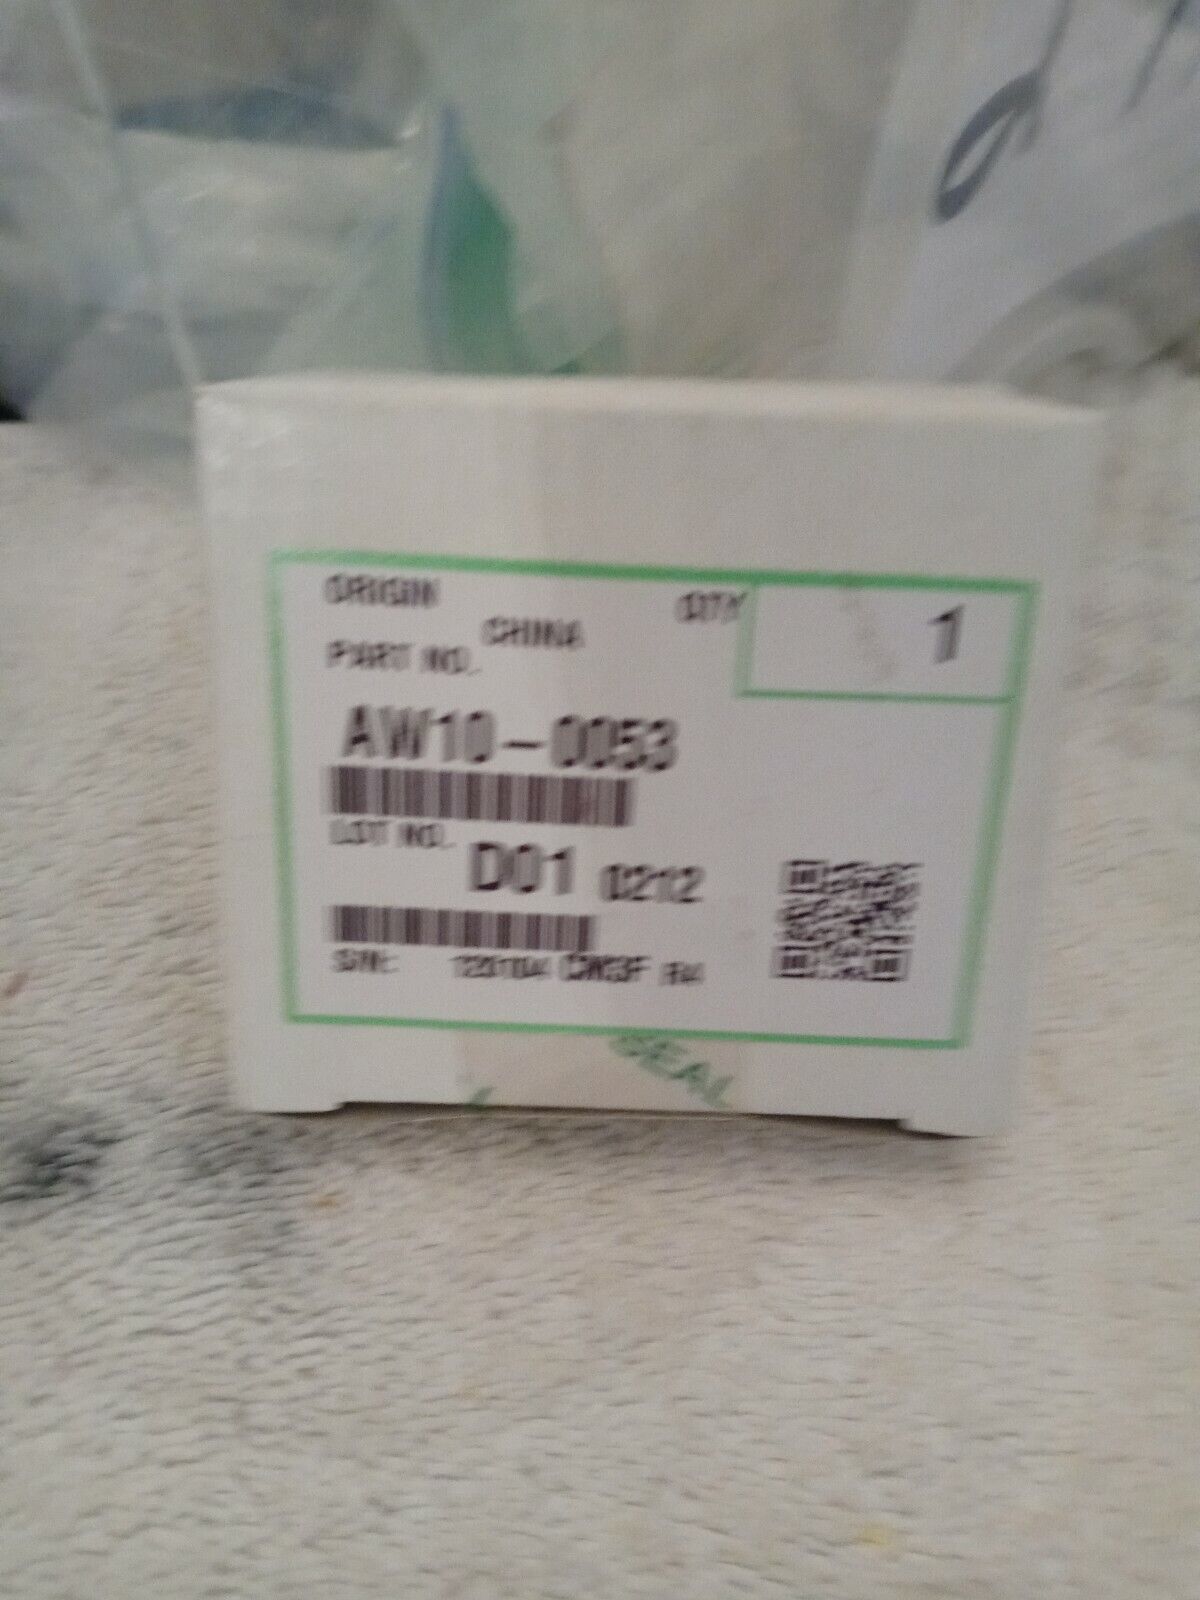 ORIGIN
CHINA
QTY 1
PART NO.
AW10-0053
LOT NO.
D01 0212
S/N:
SEAL